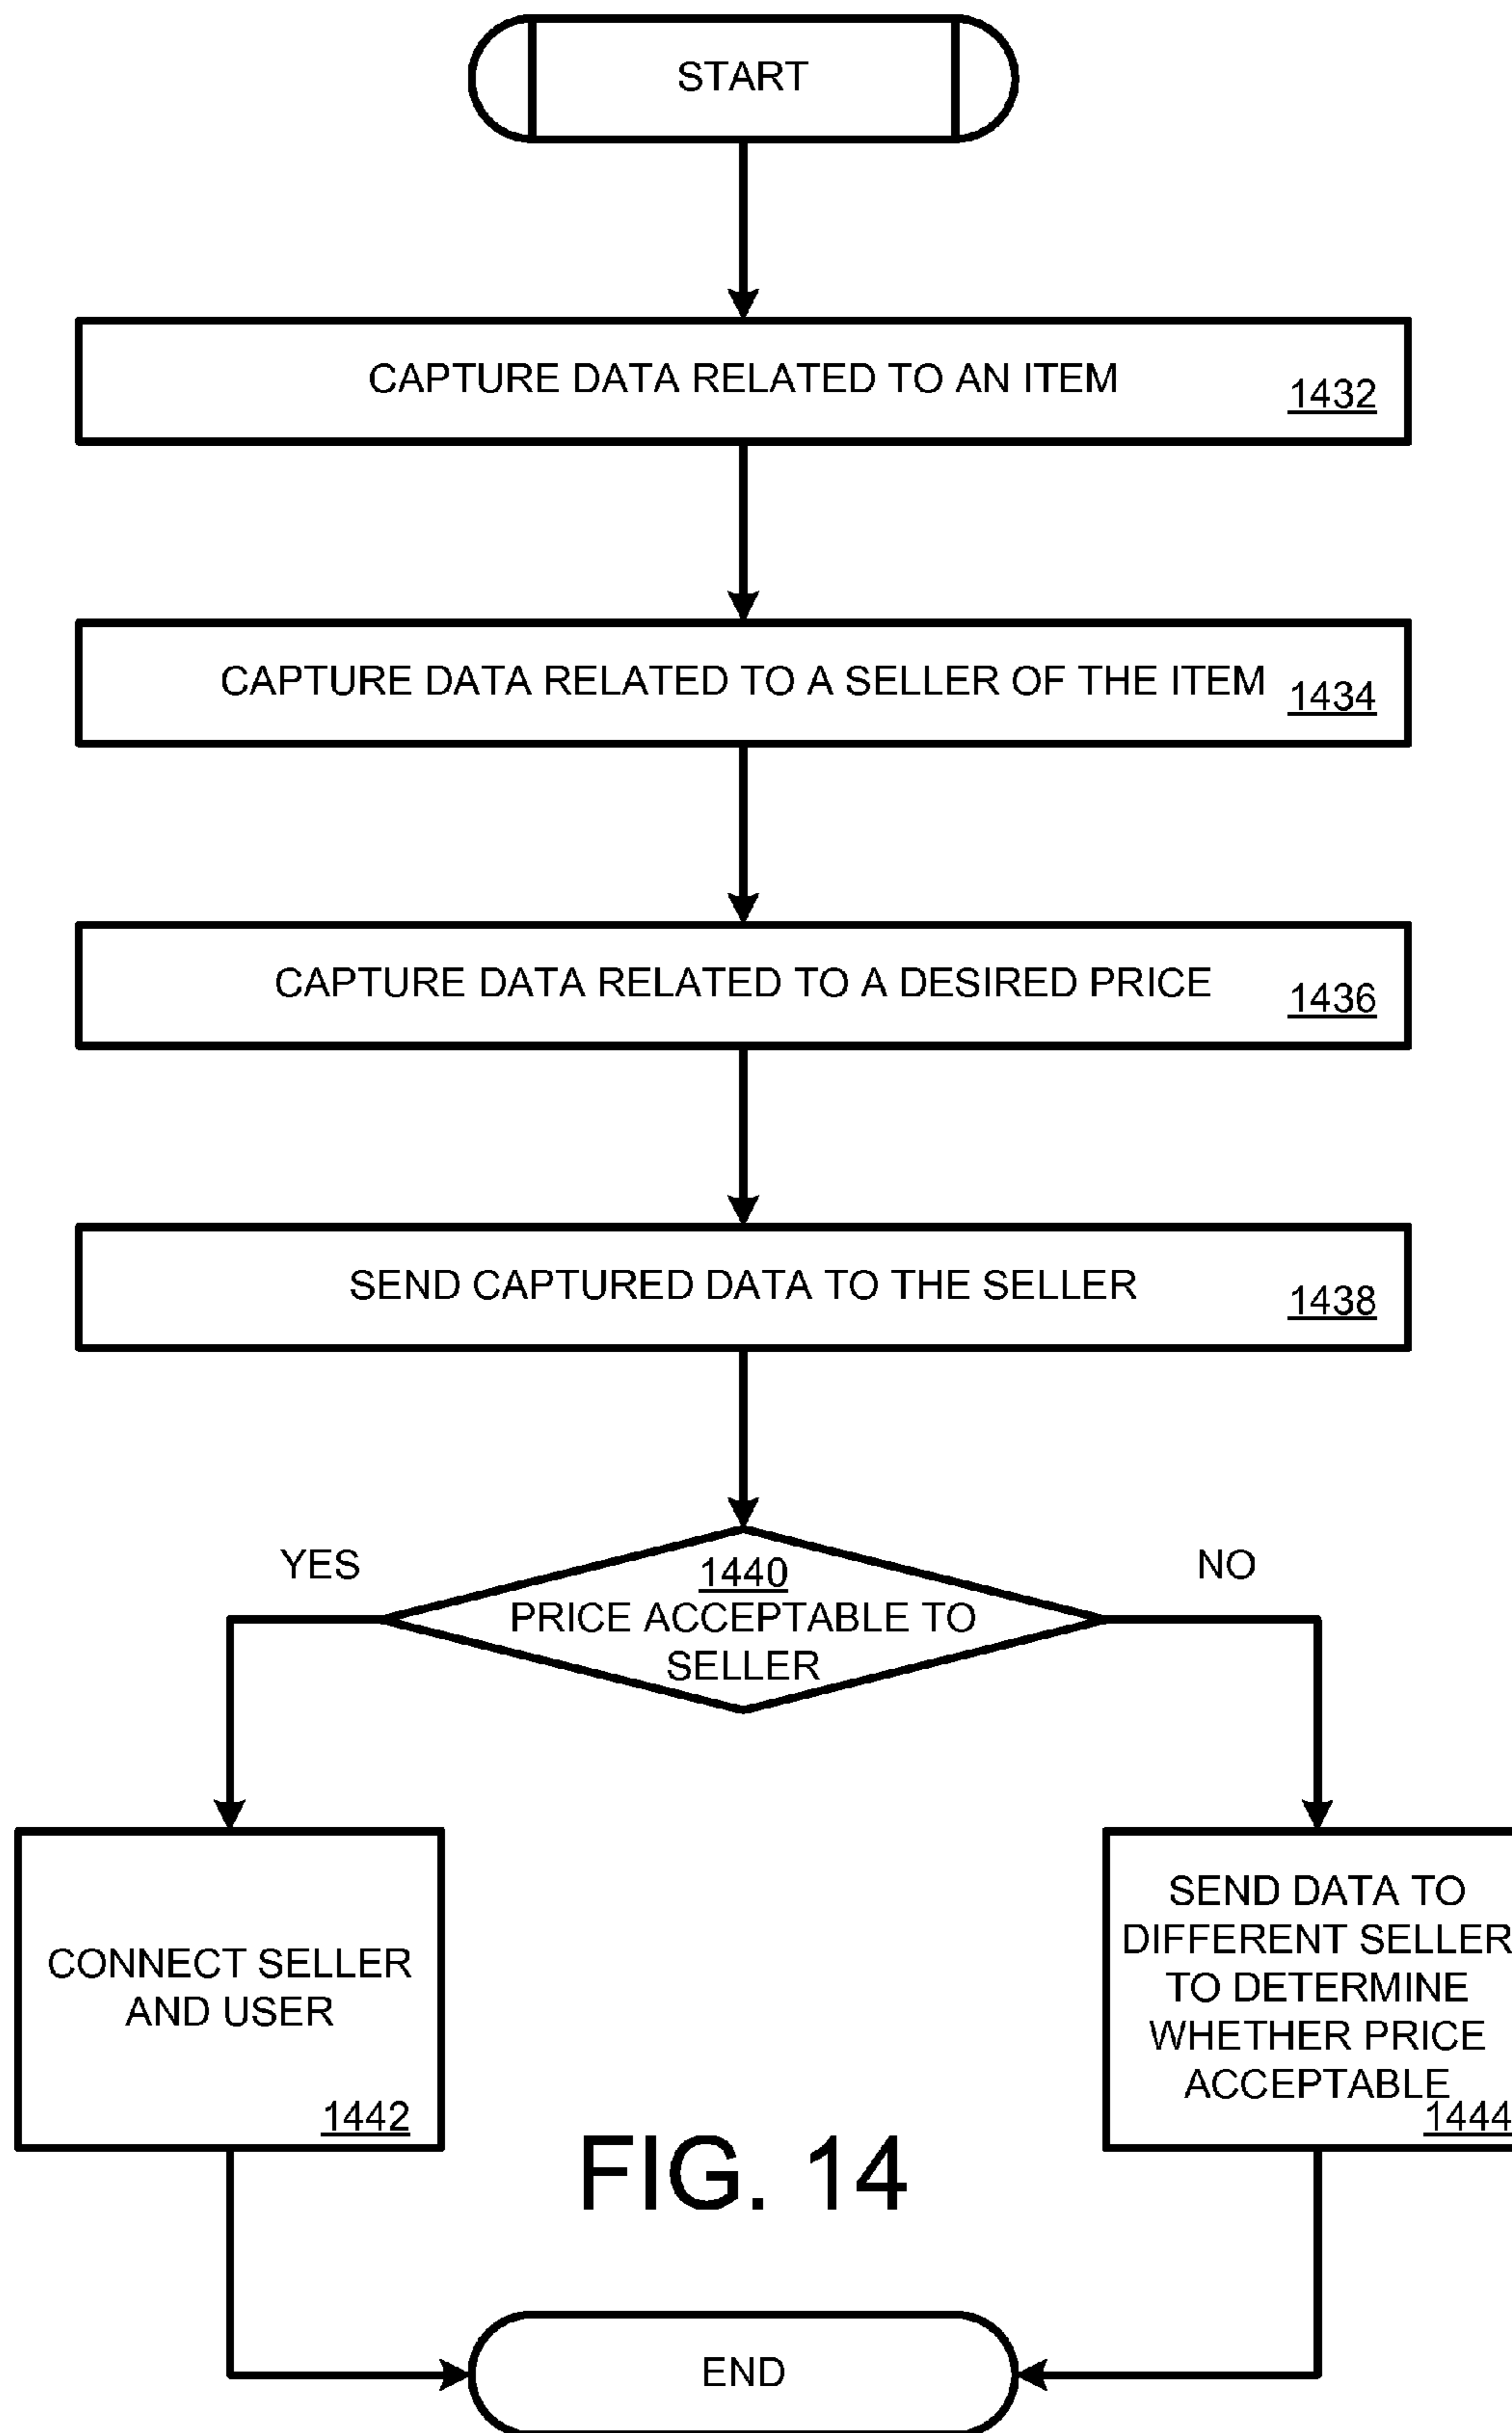 START
CAPTURE DATA RELATED TO AN ITEM
1432
CAPTURE DATA RELATED TO A SELLER OF THE ITEM
1434
CAPTURE DATA RELATED TO A DESIRED PRICE
1436
SEND CAPTURED DATA TO THE SELLER
1438
YES
NO
1440
PRICE ACCEPTABLE TO
SELLER
CONNECT SELLER
AND USER
1442
SEND DATA TO
DIFFERENT SELLER
TO DETERMINE
WHETHER PRICE
ACCEPTABLE
1444
FIG. 14
END